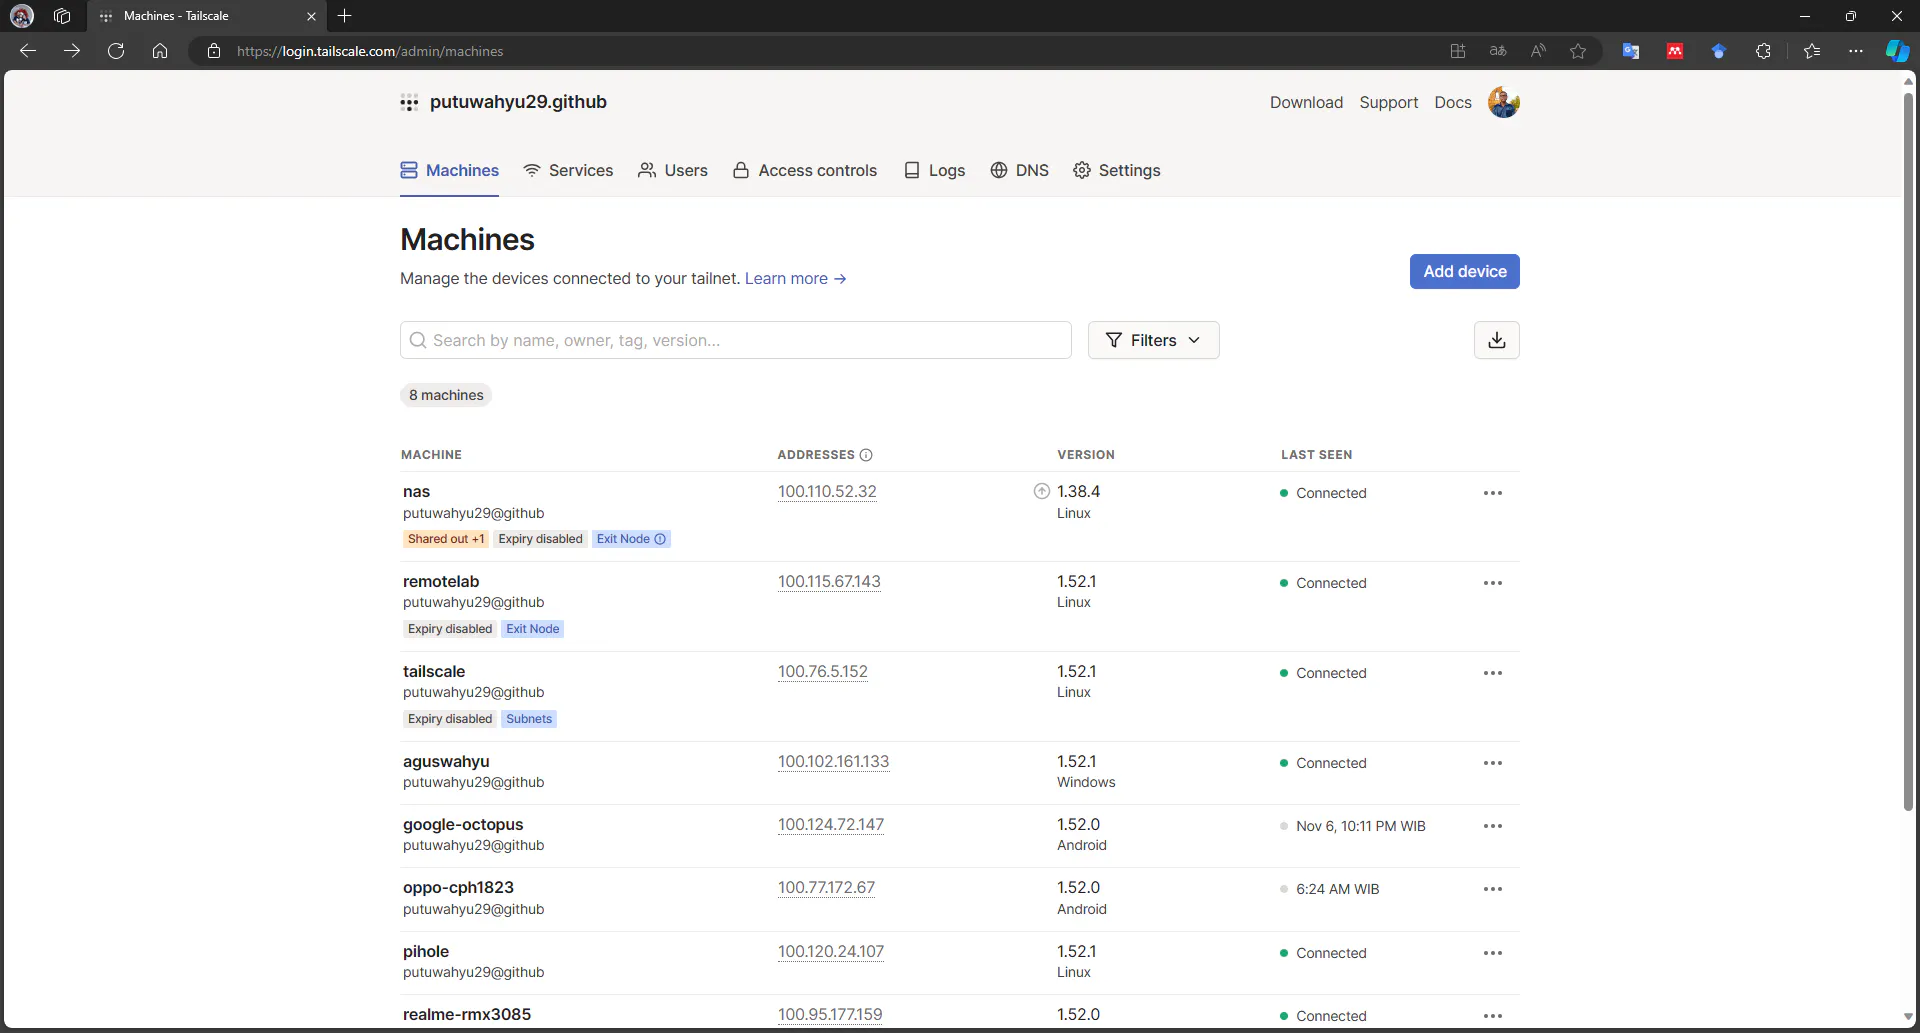 Machines - Tailscale
https://login.tailscale.com/admin/machines
putuwahyu29.github
Download Support Docs
Machines Services Users Access controls Logs DNS Settings
Machines
Manage the devices connected to your tailnet. Learn more →
Add device
Search by name, owner, tag, version...
Filters
8 machines
MACHINE ADDRESSES VERSION LAST SEEN
nas 100.110.52.32 1.38.4 Connected
putuwahyu29@github Linux
Shared out +1 Expiry disabled Exit Node
remotelab 100.115.67.143 1.52.1 Connected
putuwahyu29@github Linux
Expiry disabled Exit Node
tailscale 100.76.5.152 1.52.1 Connected
putuwahyu29@github Linux
Expiry disabled Subnets
aguswahyu 100.102.161.133 1.52.1 Connected
putuwahyu29@github Windows
google-octopus 100.124.72.147 1.52.0 Nov 6, 10:11 PM WIB
putuwahyu29@github Android
oppo-cph1823 100.77.172.67 1.52.0 6:24 AM WIB
putuwahyu29@github Android
pihole 100.120.24.107 1.52.1 Connected
putuwahyu29@github Linux
realme-rmx3085 100.95.177.159 1.52.0 Connected